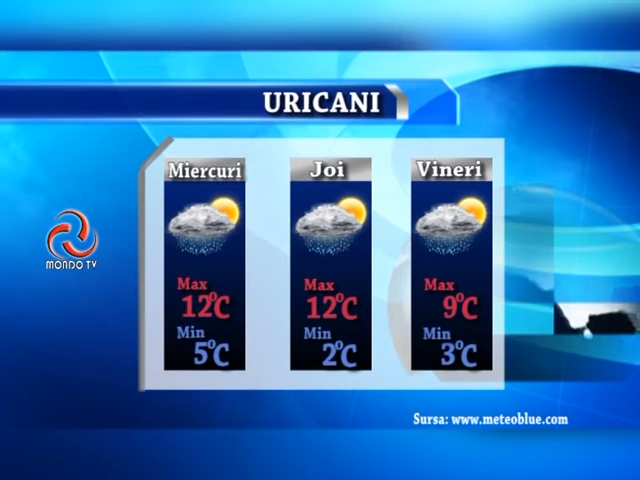 URICANI
Miercuri
Max
12°C
Min
5°C
Joi
Max
12°C
Min
2°C
Vineri
Max
9°C
Min
3°C
MONDO TV
Sursa: www.meteoblue.com